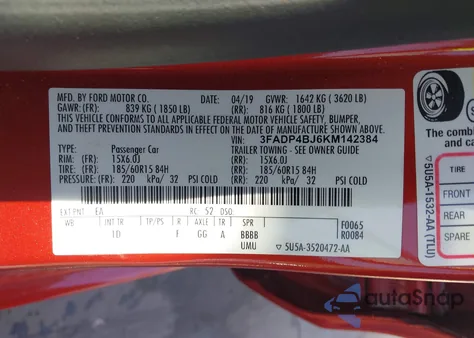 MFD. BY FORD MOTOR CO. 04/19 GVWR: 1642 KG ( 3620 LB)
GAWR: (FR) 839 KG ( 1850 LB) (RR): 816 KG ( 1800 LB)
THIS VEHICLE CONFORMS TO ALL APPLICABLE FEDERAL MOTOR VEHICLE SAFETY, BUMPER,
AND THEFT PREVENTION STANDARDS IN EFFECT ON THE DATE OF MANUFACTURE SHOWN ABOVE.
VIN: 3FADP4BJ6KM142384
TYPE: Passenger Car TRAILER TOWING - SEE OWNER GUIDE
RIM: (FR) 15X6.0J (RR): 15X6.0J
TIRE: (FR) 185/60R15 84H (RR): 185/60R15 84H
PRESSURE: (FR) 220 kPa/ 32 PSI COLD (RR): 220 kPa/ 32 PSI COLD
EXT PNT: EA RC: 52 DSO:
WB INT TR TP/PS R AXLE TR SPR F0065
1D F GG A BBBB R0084
UMU ▽ 5U5A-3520472-AA
The combin
of
TIRE
FRONT
REAR
SPARE
▽ 5U5A-1532-AA (TLU)
autoSnap